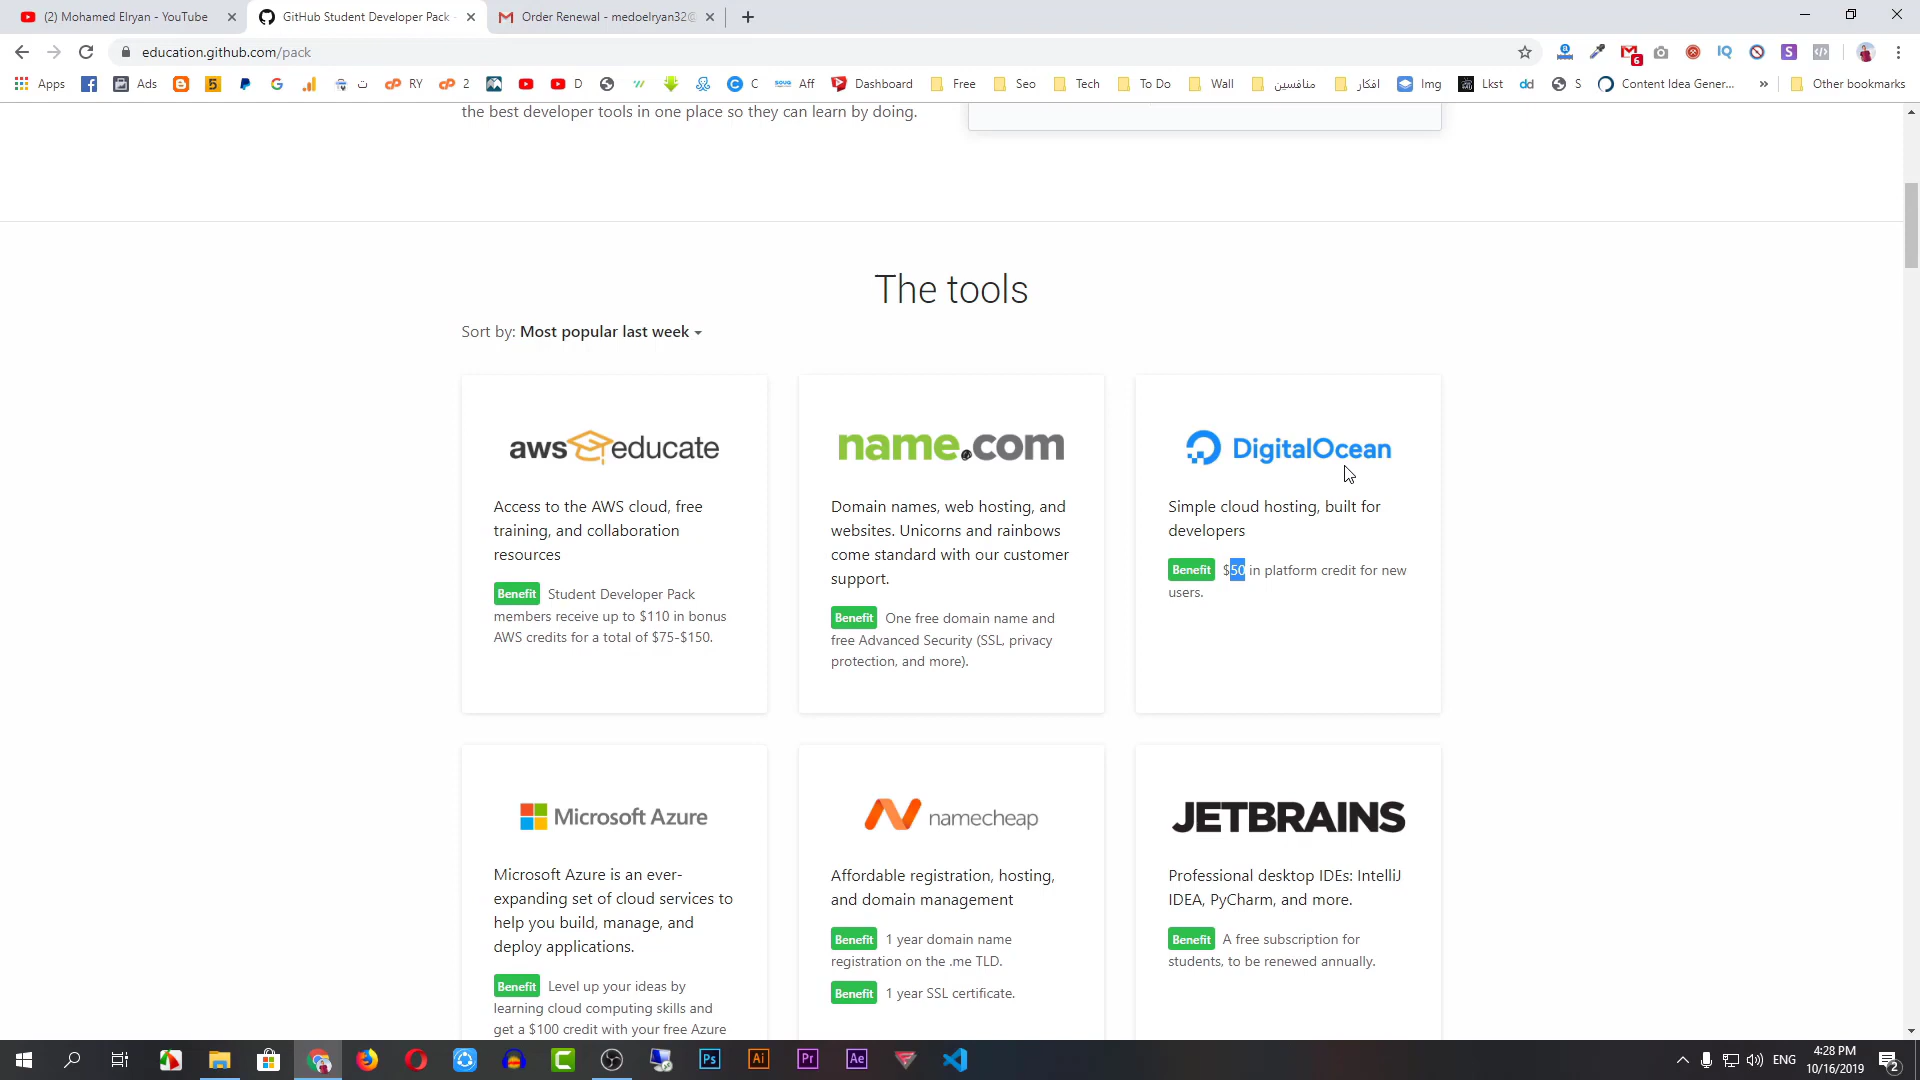 (2) Mohamed Elryan - YouTube
GitHub Student Developer Pack -
Order Renewal - medoelryan32@
education.github.com/pack
6
Apps Ads 5 ت RY 2 D C Aff Dashboard Free Seo Tech To Do Wall منافسين افكار Img Lkst dd S Content Idea Gener... » Other bookmarks
the best developer tools in one place so they can learn by doing.
The tools
Sort by: Most popular last week
aws educate
Access to the AWS cloud, free
training, and collaboration
resources
Benefit Student Developer Pack
members receive up to $110 in bonus
AWS credits for a total of $75-$150.
name.com
Domain names, web hosting, and
websites. Unicorns and rainbows
come standard with our customer
support.
Benefit One free domain name and
free Advanced Security (SSL, privacy
protection, and more).
DigitalOcean
Simple cloud hosting, built for
developers
Benefit $50 in platform credit for new
users.
Microsoft Azure
Microsoft Azure is an ever-
expanding set of cloud services to
help you build, manage, and
deploy applications.
Benefit Level up your ideas by
learning cloud computing skills and
get a $100 credit with your free Azure
namecheap
Affordable registration, hosting,
and domain management
Benefit 1 year domain name
registration on the .me TLD.
Benefit 1 year SSL certificate.
JETBRAINS
Professional desktop IDEs: IntelliJ
IDEA, PyCharm, and more.
Benefit A free subscription for
students, to be renewed annually.
Ps Ai Pr Ae
ENG
4:28 PM
10/16/2019
2